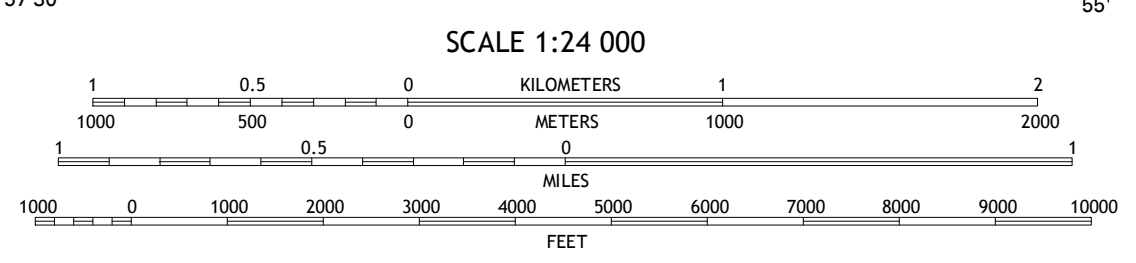 57'30"
55'
SCALE 1:24 000
1 0.5 0 KILOMETERS 1 2
1000 500 0 METERS 1000 2000
1 0.5 0 1
MILES
1000 0 1000 2000 3000 4000 5000 6000 7000 8000 9000 10000
FEET